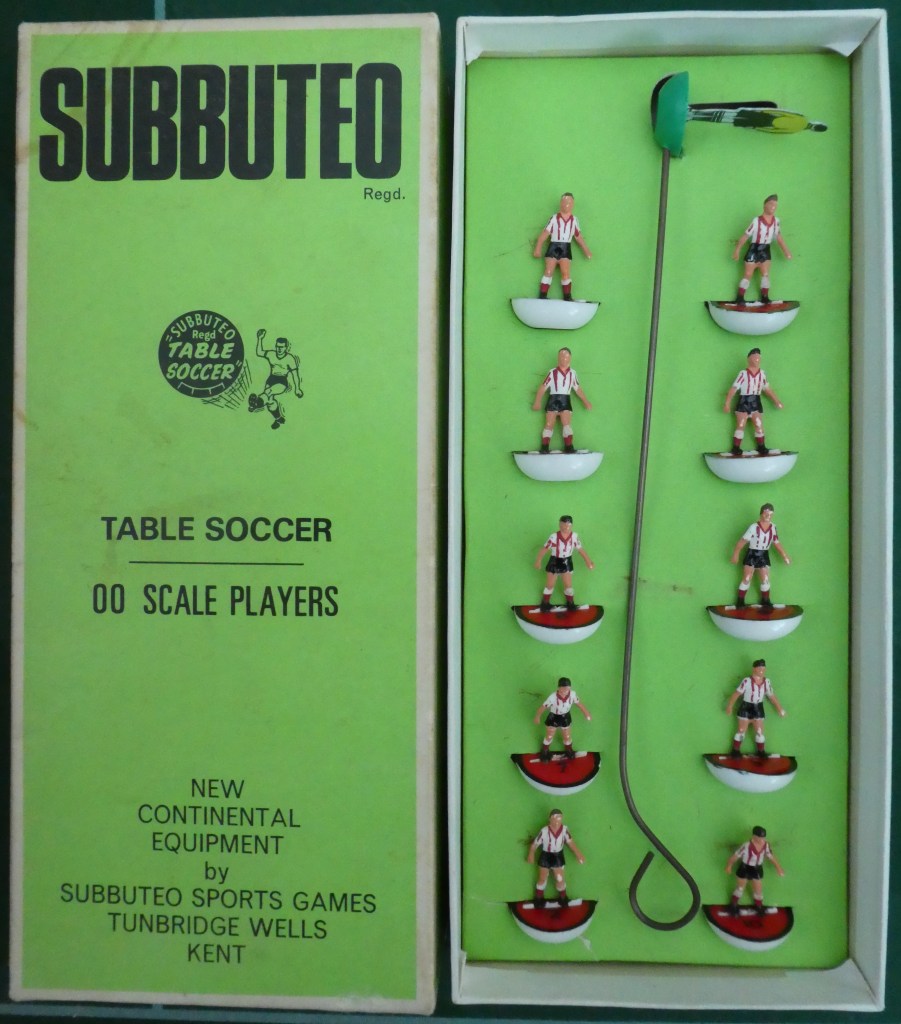 SUBBUTEO
Regd.
"SUBBUTEO
Regd
TABLE
SOCCER"
TABLE SOCCER
00 SCALE PLAYERS
NEW
CONTINENTAL
EQUIPMENT
by
SUBBUTEO SPORTS GAMES
TUNBRIDGE WELLS
KENT